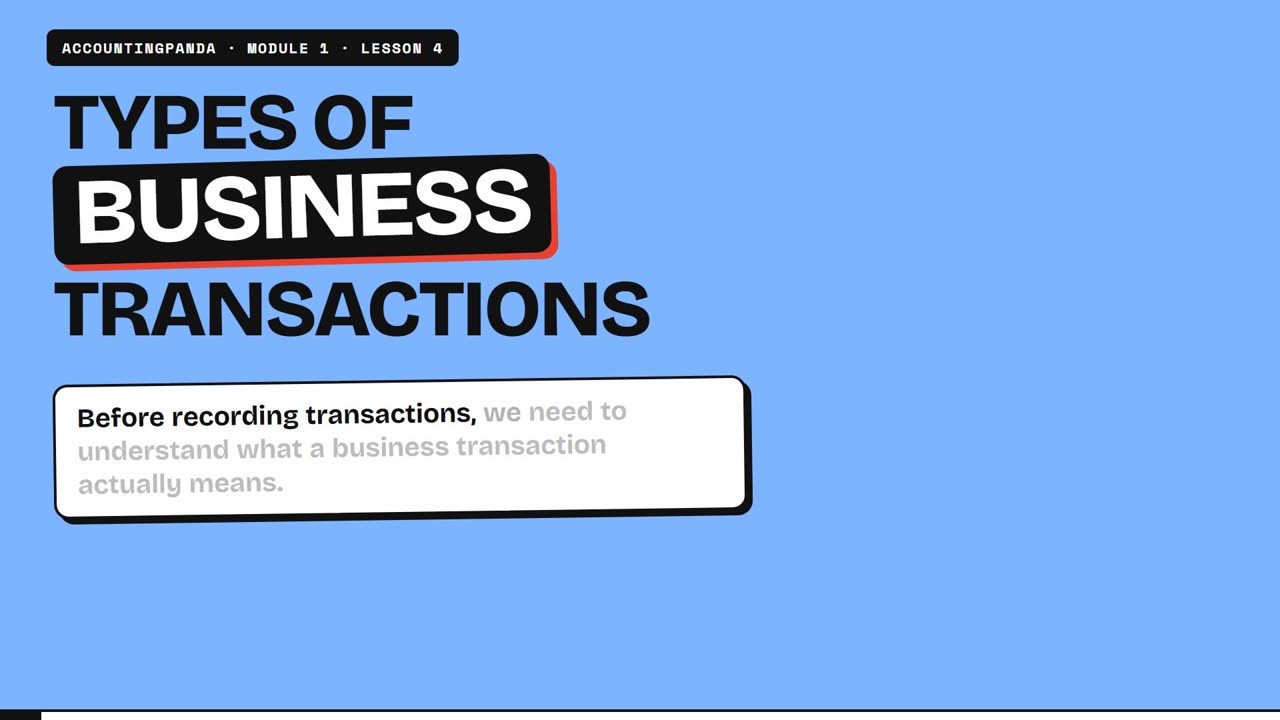 ACCOUNTINGPANDA · MODULE 1 · LESSON 4
TYPES OF
BUSINESS
TRANSACTIONS
Before recording transactions, we need to
understand what a business transaction
actually means.